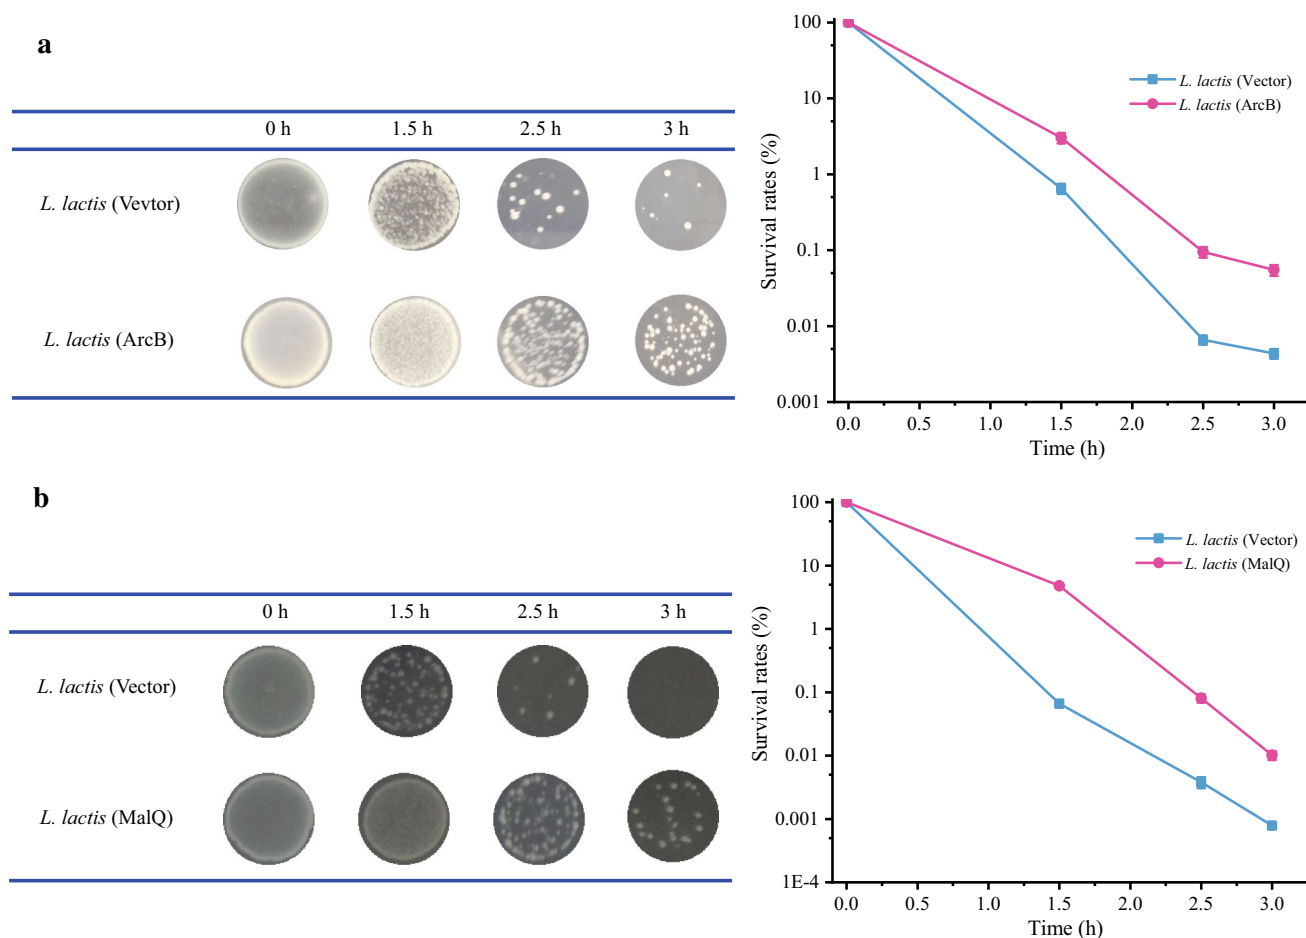 a
0 h 1.5 h 2.5 h 3 h
L. lactis (Vevtor)
L. lactis (ArcB)
100
10
1
0.1
0.01
0.001
Survival rates (%)
L. lactis (Vector)
L. lactis (ArcB)
0.0 0.5 1.0 1.5 2.0 2.5 3.0
Time (h)
b
0 h 1.5 h 2.5 h 3 h
L. lactis (Vector)
L. lactis (MalQ)
100
10
1
0.1
0.01
0.001
1E-4
Survival rates (%)
L. lactis (Vector)
L. lactis (MalQ)
0.0 0.5 1.0 1.5 2.0 2.5 3.0
Time (h)